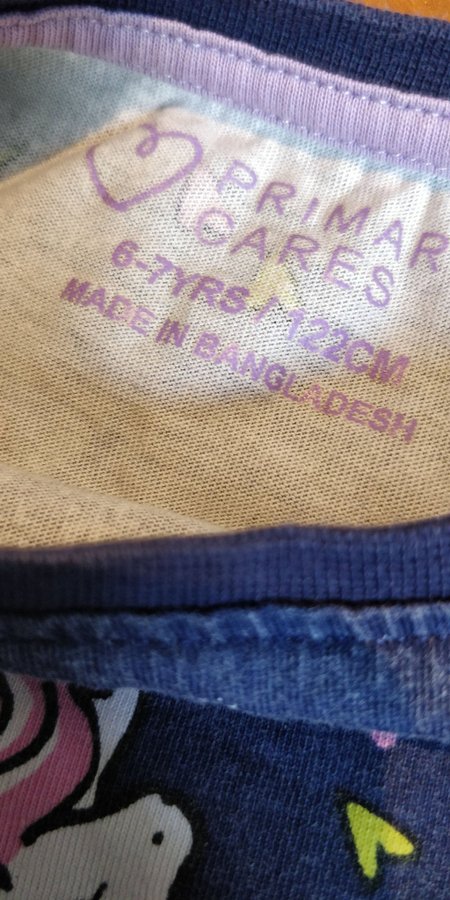 PRIMAR
CARES
6-7YRS / 122CM
MADE IN BANGLADESH